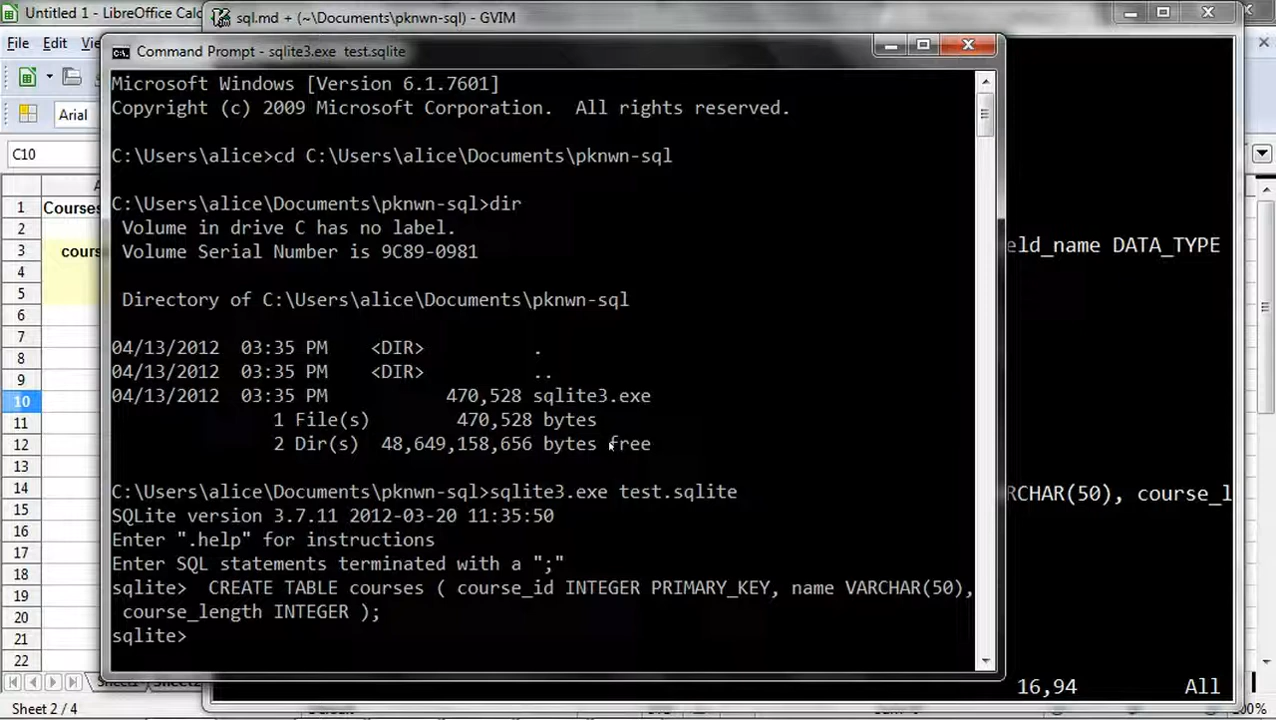 Untitled 1 - LibreOffice Calc
sql.md + (~\Documents\pknwn-sql) - GVIM
File Edit
Command Prompt - sqlite3.exe test.sqlite
Arial
C10
Microsoft Windows [Version 6.1.7601]
Copyright (c) 2009 Microsoft Corporation. All rights reserved.
C:\Users\alice>cd C:\Users\alice\Documents\pknwn-sql
C:\Users\alice\Documents\pknwn-sql>dir
Volume in drive C has no label.
Volume Serial Number is 9C89-0981
Directory of C:\Users\alice\Documents\pknwn-sql
04/13/2012 03:35 PM <DIR> .
04/13/2012 03:35 PM <DIR> ..
04/13/2012 03:35 PM 470,528 sqlite3.exe
1 File(s) 470,528 bytes
2 Dir(s) 48,649,158,656 bytes free
C:\Users\alice\Documents\pknwn-sql>sqlite3.exe test.sqlite
SQLite version 3.7.11 2012-03-20 11:35:50
Enter ".help" for instructions
Enter SQL statements terminated with a ";"
sqlite> CREATE TABLE courses ( course_id INTEGER PRIMARY_KEY, name VARCHAR(50),
course_length INTEGER );
sqlite>
1 Courses
2
3 cours
5
6
7
8
9
10
11
12
13
14
15
16
17
18
19
20
21
22
eld_name DATA_TYPE
RCHAR(50), course_l
16,94 All
Sheet 2 / 4
100%